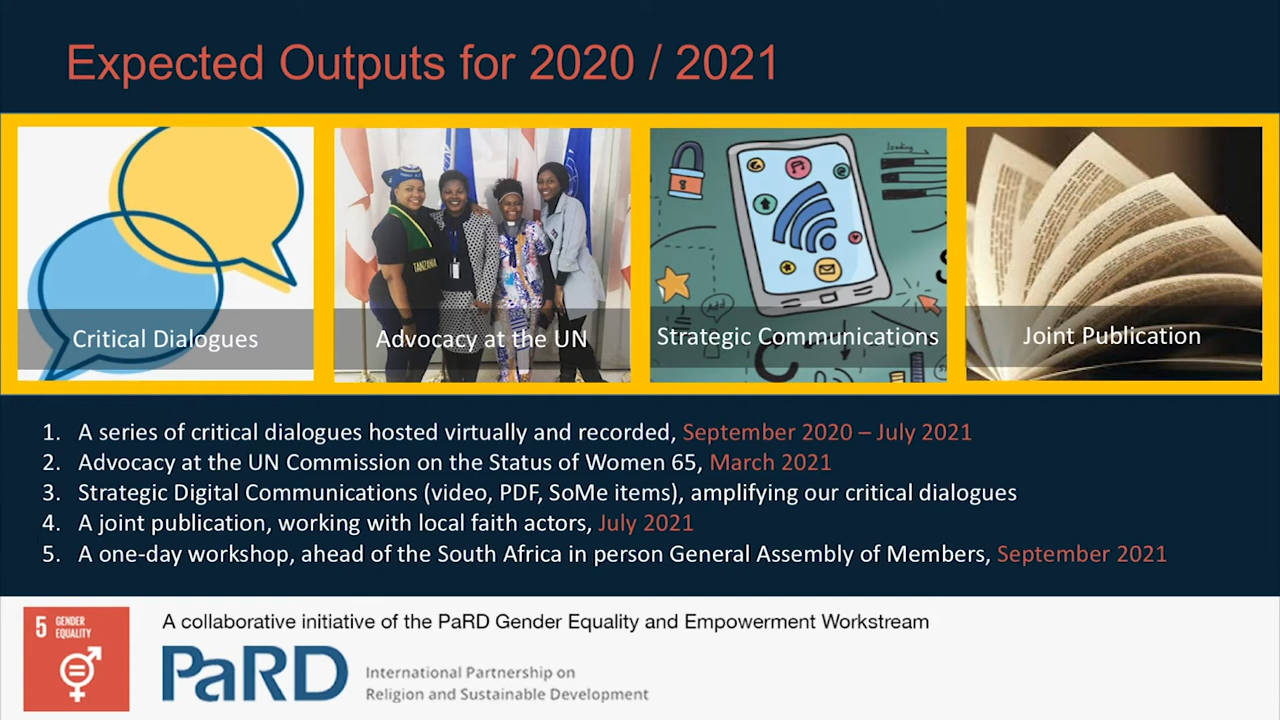 Expected Outputs for 2020 / 2021
TANZANIA
loading
Add
Critical Dialogues
Advocacy at the UN
Strategic Communications
Joint Publication
1. A series of critical dialogues hosted virtually and recorded, September 2020 – July 2021
2. Advocacy at the UN Commission on the Status of Women 65, March 2021
3. Strategic Digital Communications (video, PDF, SoMe items), amplifying our critical dialogues
4. A joint publication, working with local faith actors, July 2021
5. A one-day workshop, ahead of the South Africa in person General Assembly of Members, September 2021
5 GENDER
EQUALITY
A collaborative initiative of the PaRD Gender Equality and Empowerment Workstream
PaRD
International Partnership on
Religion and Sustainable Development